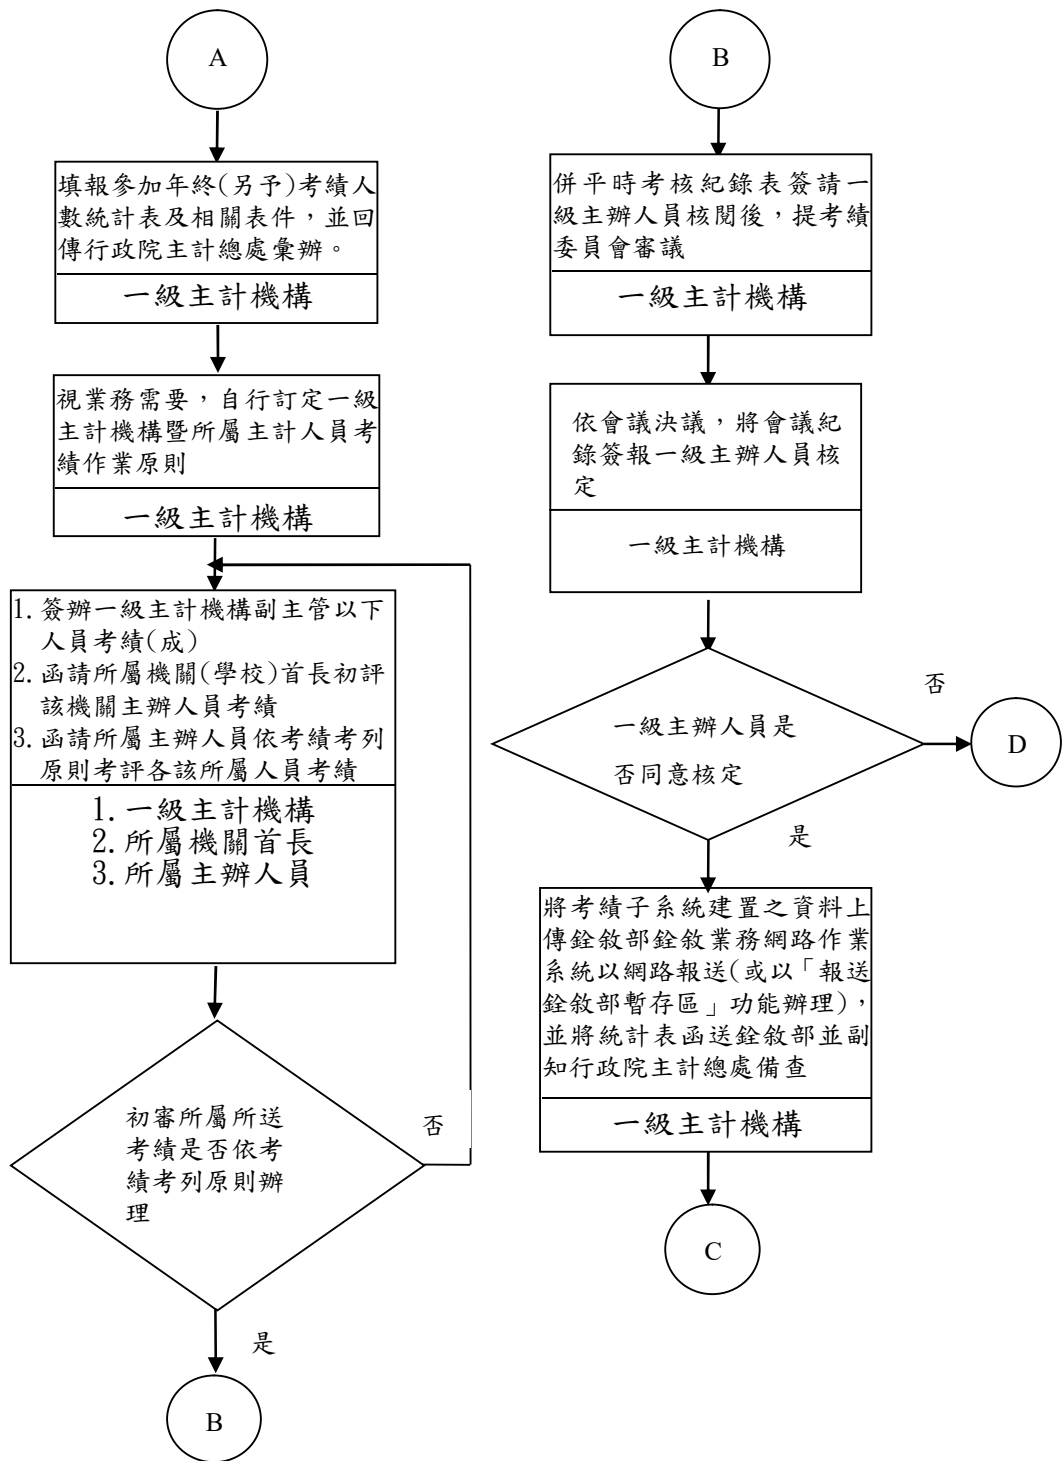 A
填報參加年終(另予)考績人
數統計表及相關表件，並回
傳行政院主計總處彙辦。
一級主計機構
視業務需要，自行訂定一級
主計機構暨所屬主計人員考
績作業原則
一級主計機構
1.簽辦一級主計機構副主管以下
人員考績(成)
2.函請所屬機關(學校)首長初評
該機關主辦人員考績
3.函請所屬主辦人員依考績考列
原則考評各該所屬人員考績
1.一級主計機構
2.所屬機關首長
3.所屬主辦人員
初審所屬所送
考績是否依考
績考列原則辦
理
否
是
B
B
併平時考核紀錄表簽請一
級主辦人員核閱後，提考績
委員會審議
一級主計機構
依會議決議，將會議紀
錄簽報一級主辦人員核
定
一級主計機構
一級主辦人員是
否同意核定
否
D
是
將考績子系統建置之資料上
傳銓敘部銓敘業務網路作業
系統以網路報送(或以「報送
銓敘部暫存區」功能辦理)，
並將統計表函送銓敘部並副
知行政院主計總處備查
一級主計機構
C